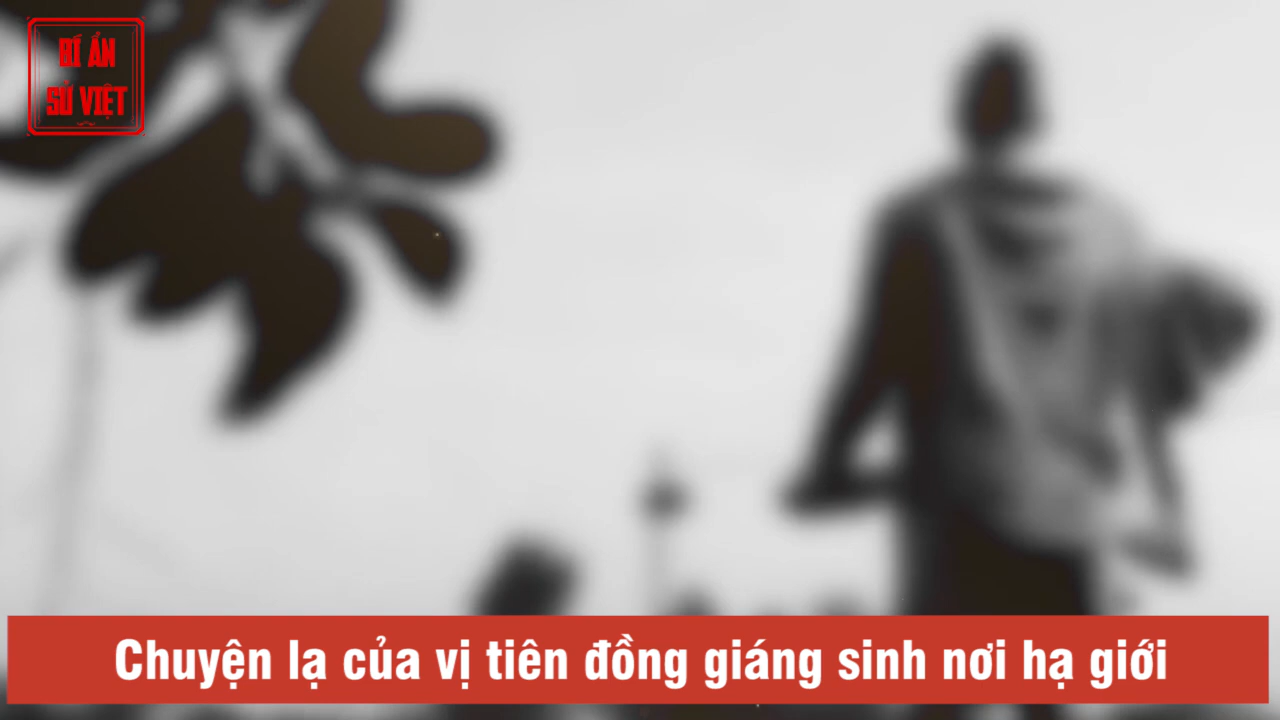 BÍ ẨN
SỬ VIỆT
Chuyện lạ của vị tiên đồng giáng sinh nơi hạ giới